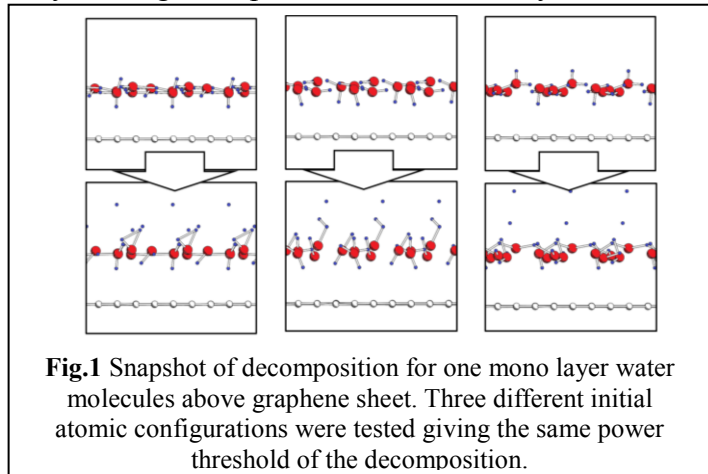 Fig.1 Snapshot of decomposition for one mono layer water
molecules above graphene sheet. Three different initial
atomic configurations were tested giving the same power
threshold of the decomposition.